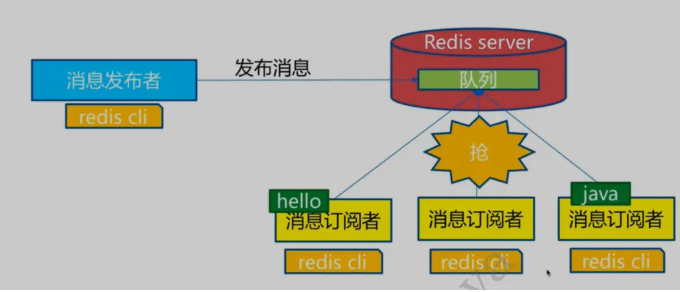 Redis server
消息发布者
发布消息
队列
redis cli
抢
hello
java
消息订阅者
消息订阅者
消息订阅者
redis cli
redis cli
redis cli